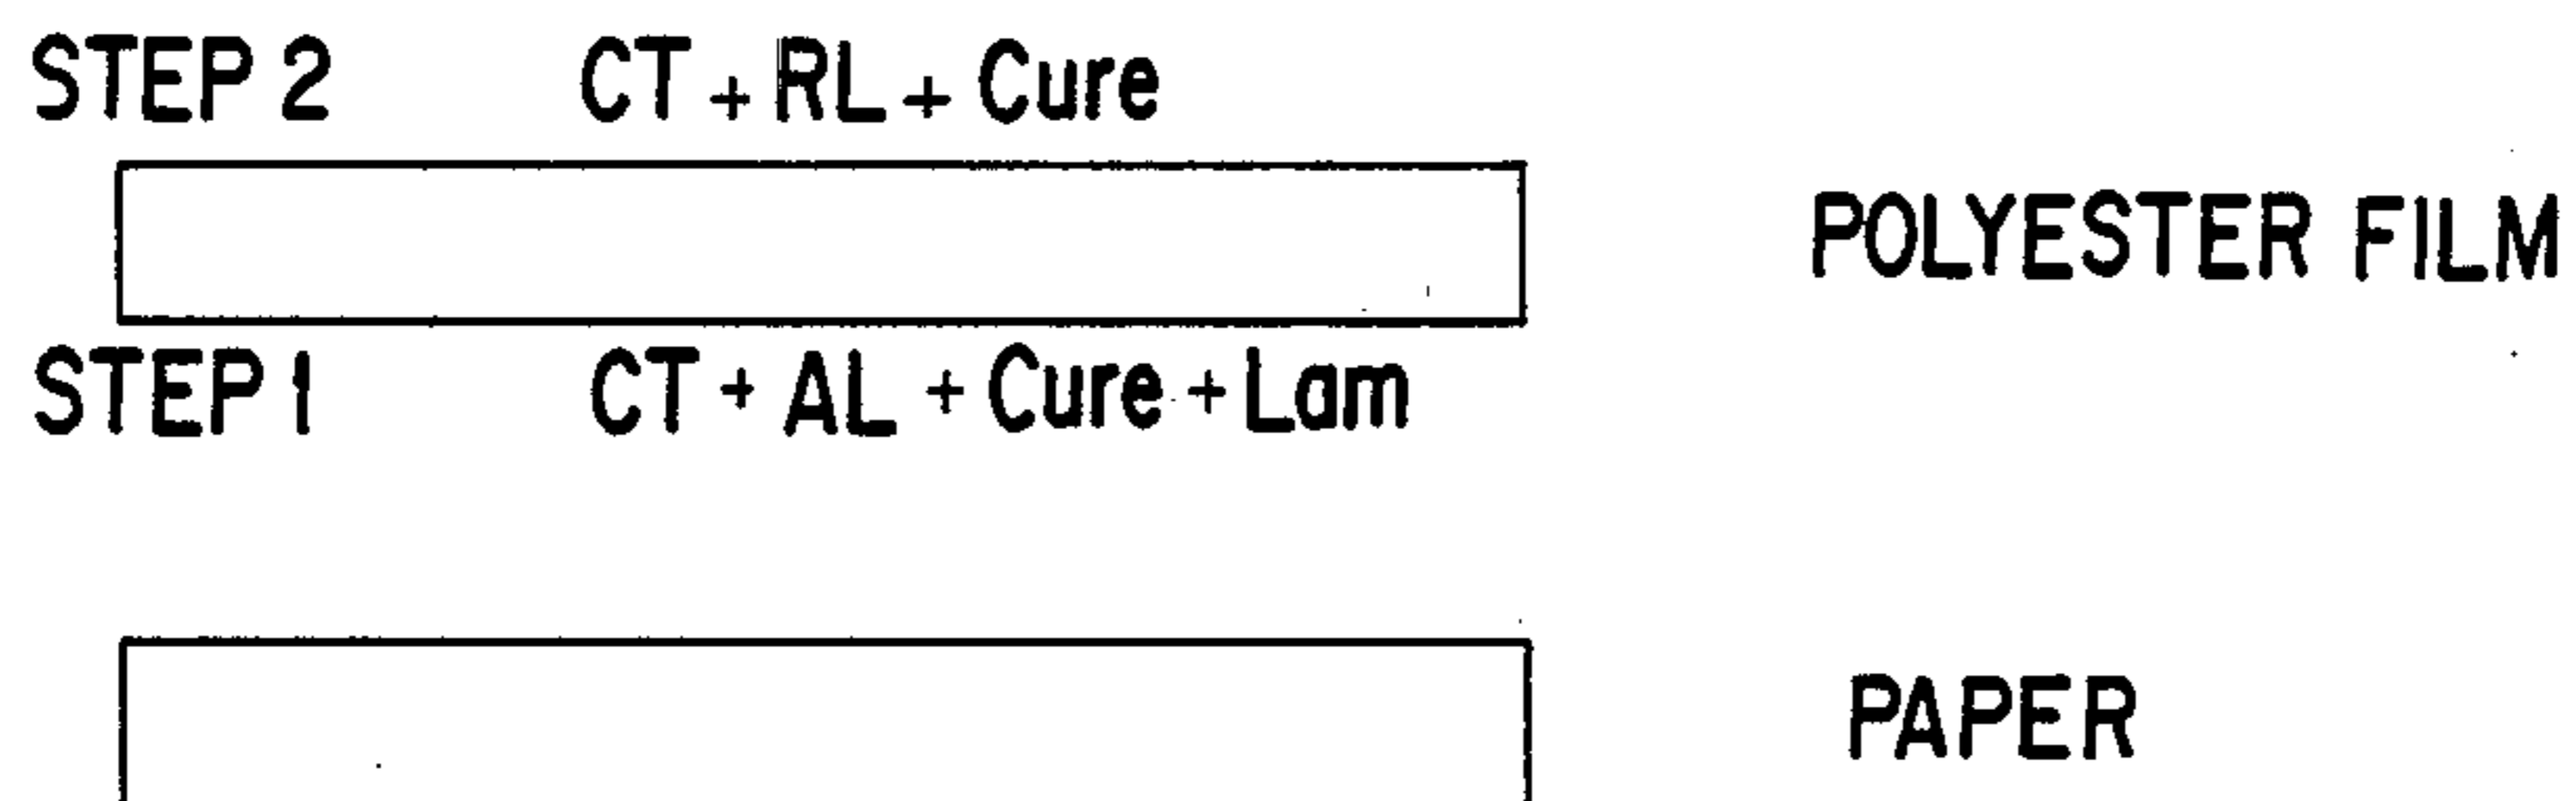 STEP 2 CT + RL + Cure
POLYESTER FILM
STEP 1 CT + AL + Cure + Lam
PAPER